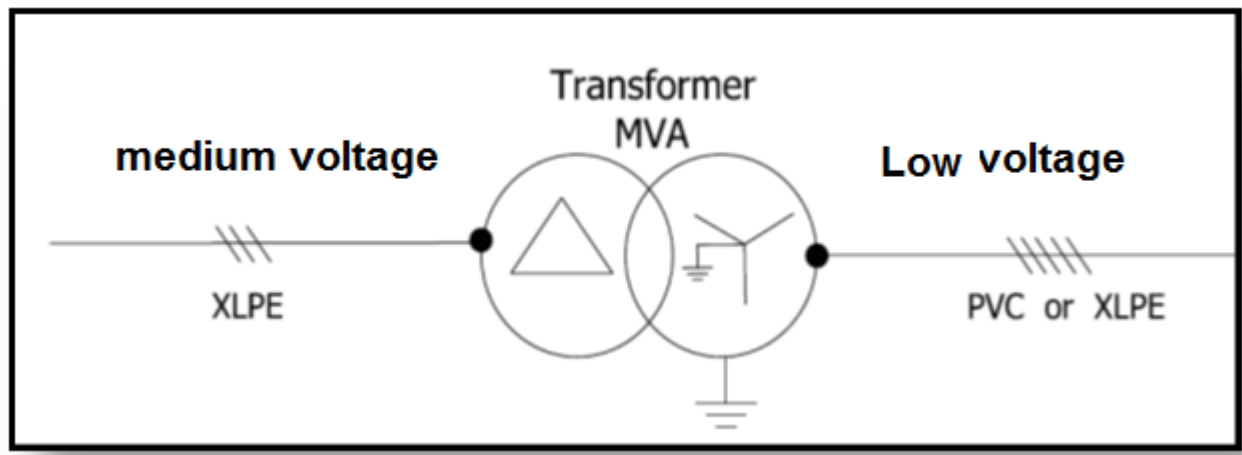 Transformer
MVA
medium voltage
Low voltage
XLPE
PVC or XLPE